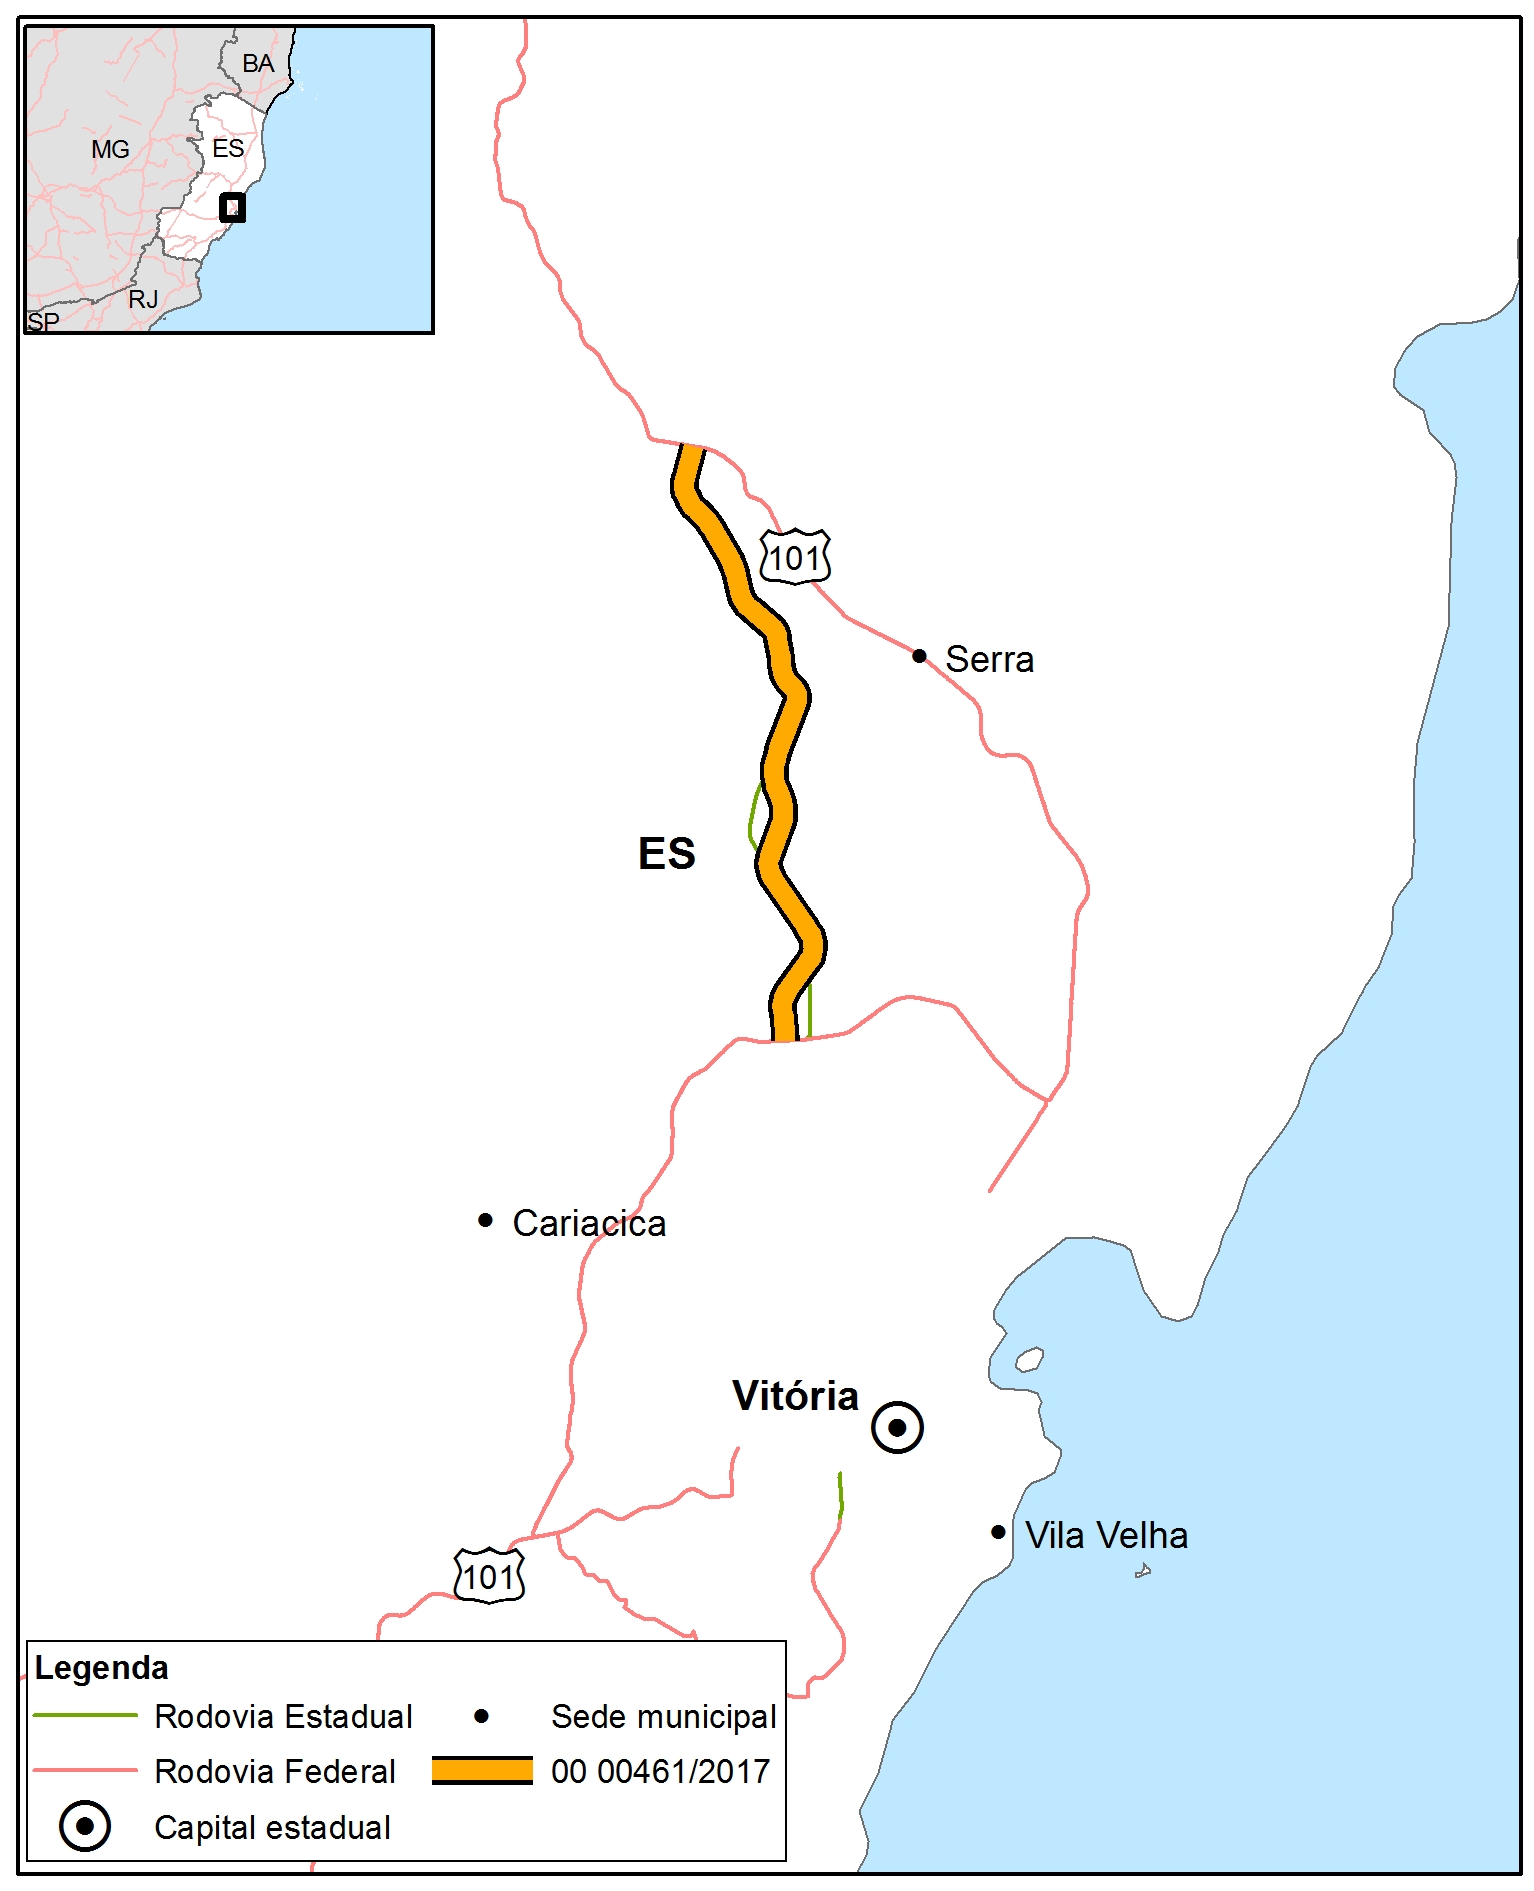 BA
MG
ES
RJ
SP
101
Serra
ES
Cariacica
Vitória
Vila Velha
101
Legenda
Rodovia Estadual
Sede municipal
Rodovia Federal
00 00461/2017
Capital estadual